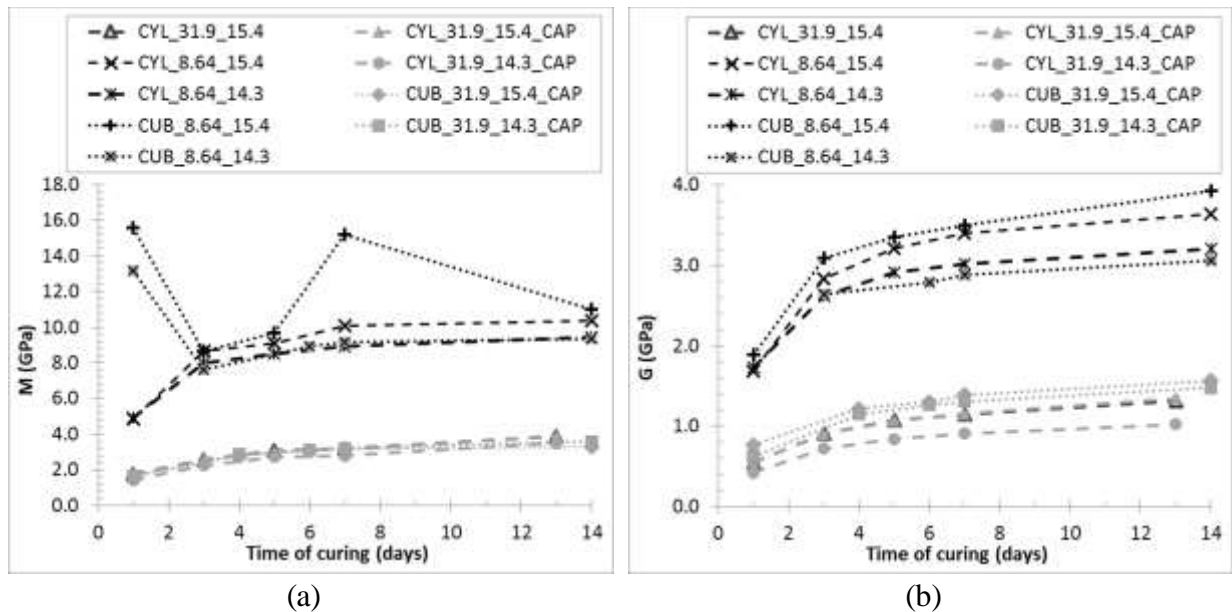 CYL_31.9_15.4 CYL_31.9_15.4_CAP
CYL_8.64_15.4 CYL_31.9_14.3_CAP
CYL_8.64_14.3 CUB_31.9_15.4_CAP
CUB_8.64_15.4 CUB_31.9_14.3_CAP
CUB_8.64_14.3
18.0
16.0
14.0
12.0
10.0
8.0
6.0
4.0
2.0
0.0
M (GPa)
0 2 4 6 8 10 12 14
Time of curing (days)
(a)
CYL_31.9_15.4 CYL_31.9_15.4_CAP
CYL_8.64_15.4 CYL_31.9_14.3_CAP
CYL_8.64_14.3 CUB_31.9_15.4_CAP
CUB_8.64_15.4 CUB_31.9_14.3_CAP
CUB_8.64_14.3
4.0
3.0
2.0
1.0
0.0
G (GPa)
0 2 4 6 8 10 12 14
Time of curing (days)
(b)